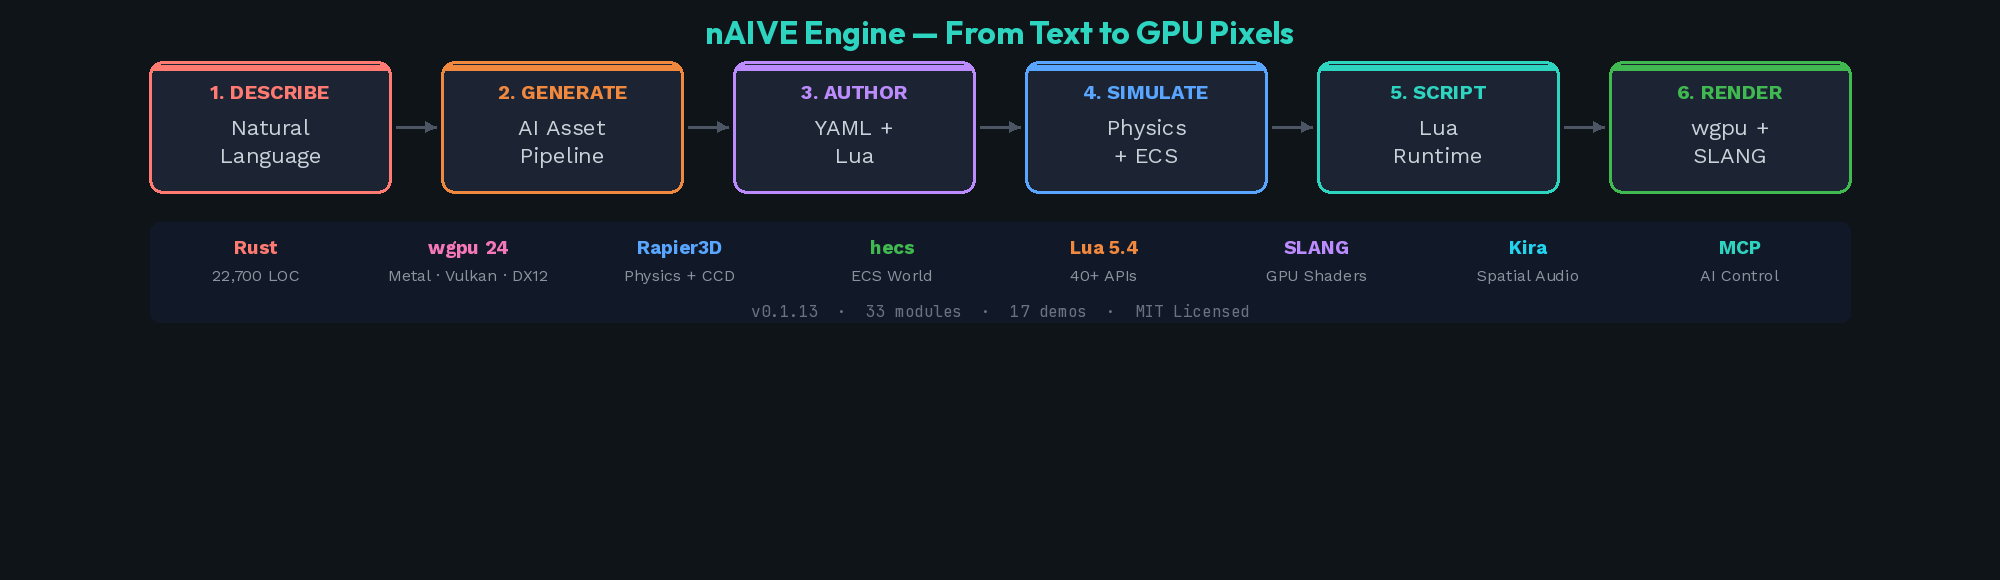 nAIVE Engine — From Text to GPU Pixels
1. DESCRIBE
Natural
Language
2. GENERATE
AI Asset
Pipeline
3. AUTHOR
YAML +
Lua
4. SIMULATE
Physics
+ ECS
5. SCRIPT
Lua
Runtime
6. RENDER
wgpu +
SLANG
Rust
22,700 LOC
wgpu 24
Metal · Vulkan · DX12
Rapier3D
Physics + CCD
hecs
ECS World
Lua 5.4
40+ APIs
SLANG
GPU Shaders
Kira
Spatial Audio
MCP
AI Control
v0.1.13 · 33 modules · 17 demos · MIT Licensed